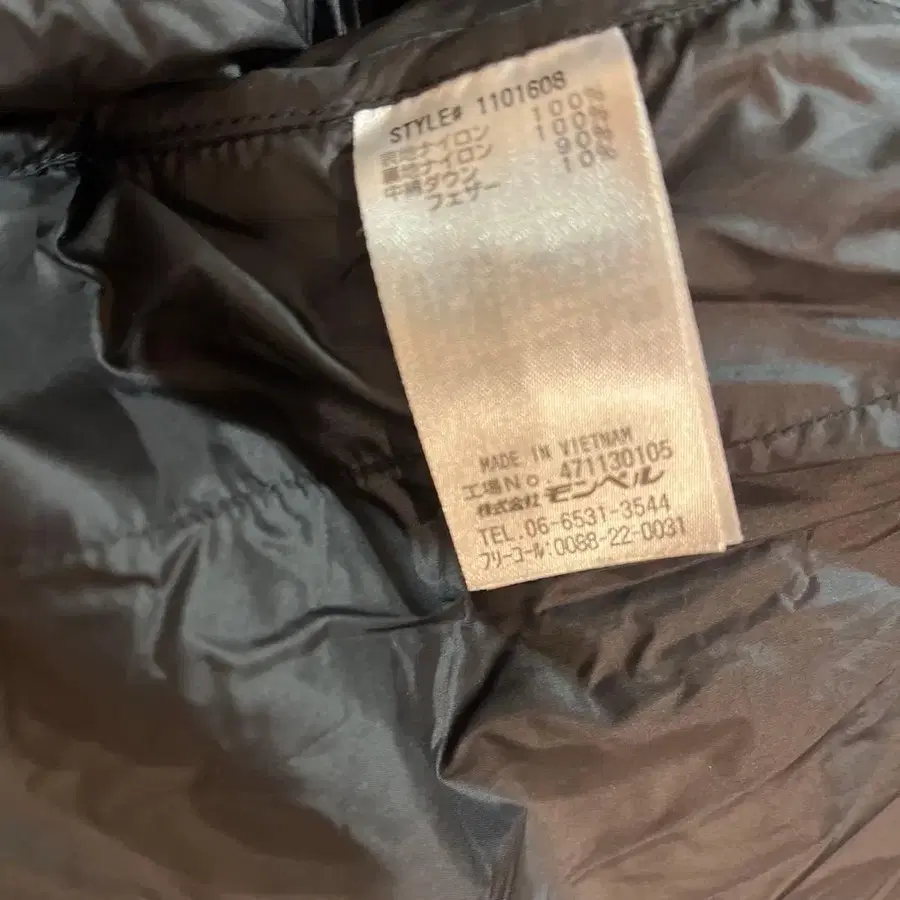 STYLE# 1101608
表地 ナイロン 100%
裏地 ナイロン 100%
中綿 ダウン 90%
フェザー 10%
MADE IN VIETNAM
工場No. 471130105
株式会社 モンベル
TEL.06-6531-3544
フリーコール:0088-22-0031